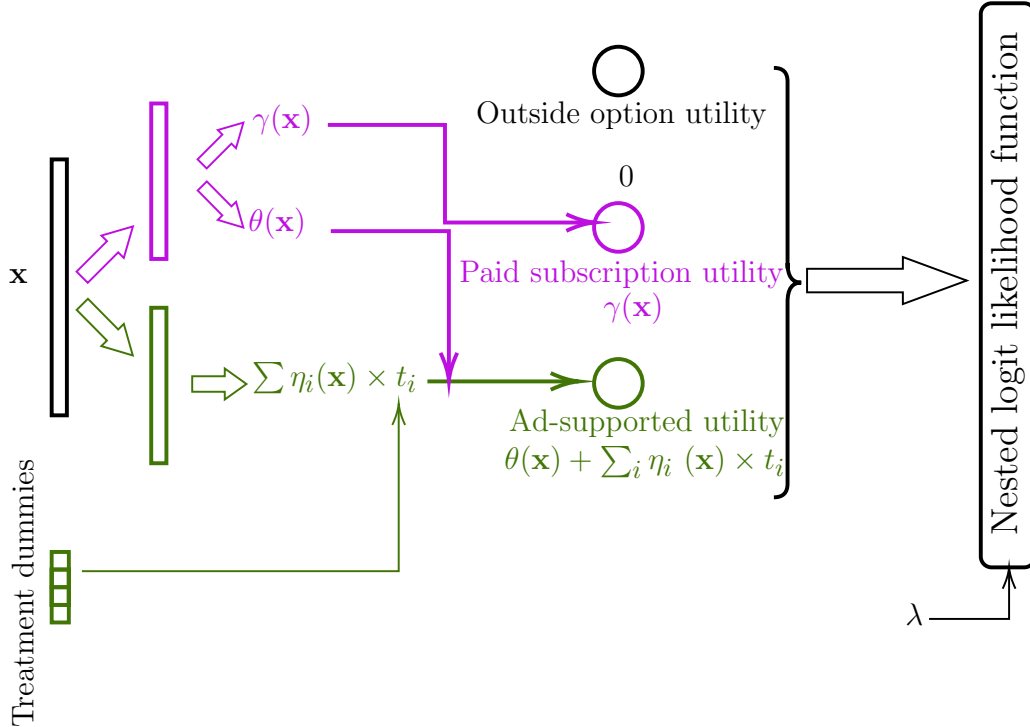 x
Treatment dummies
γ(x)
θ(x)
∑ η_i(x) × t_i
Outside option utility
0
Paid subscription utility
γ(x)
Ad-supported utility
θ(x) + ∑_i η_i (x) × t_i
Nested logit likelihood function
λ